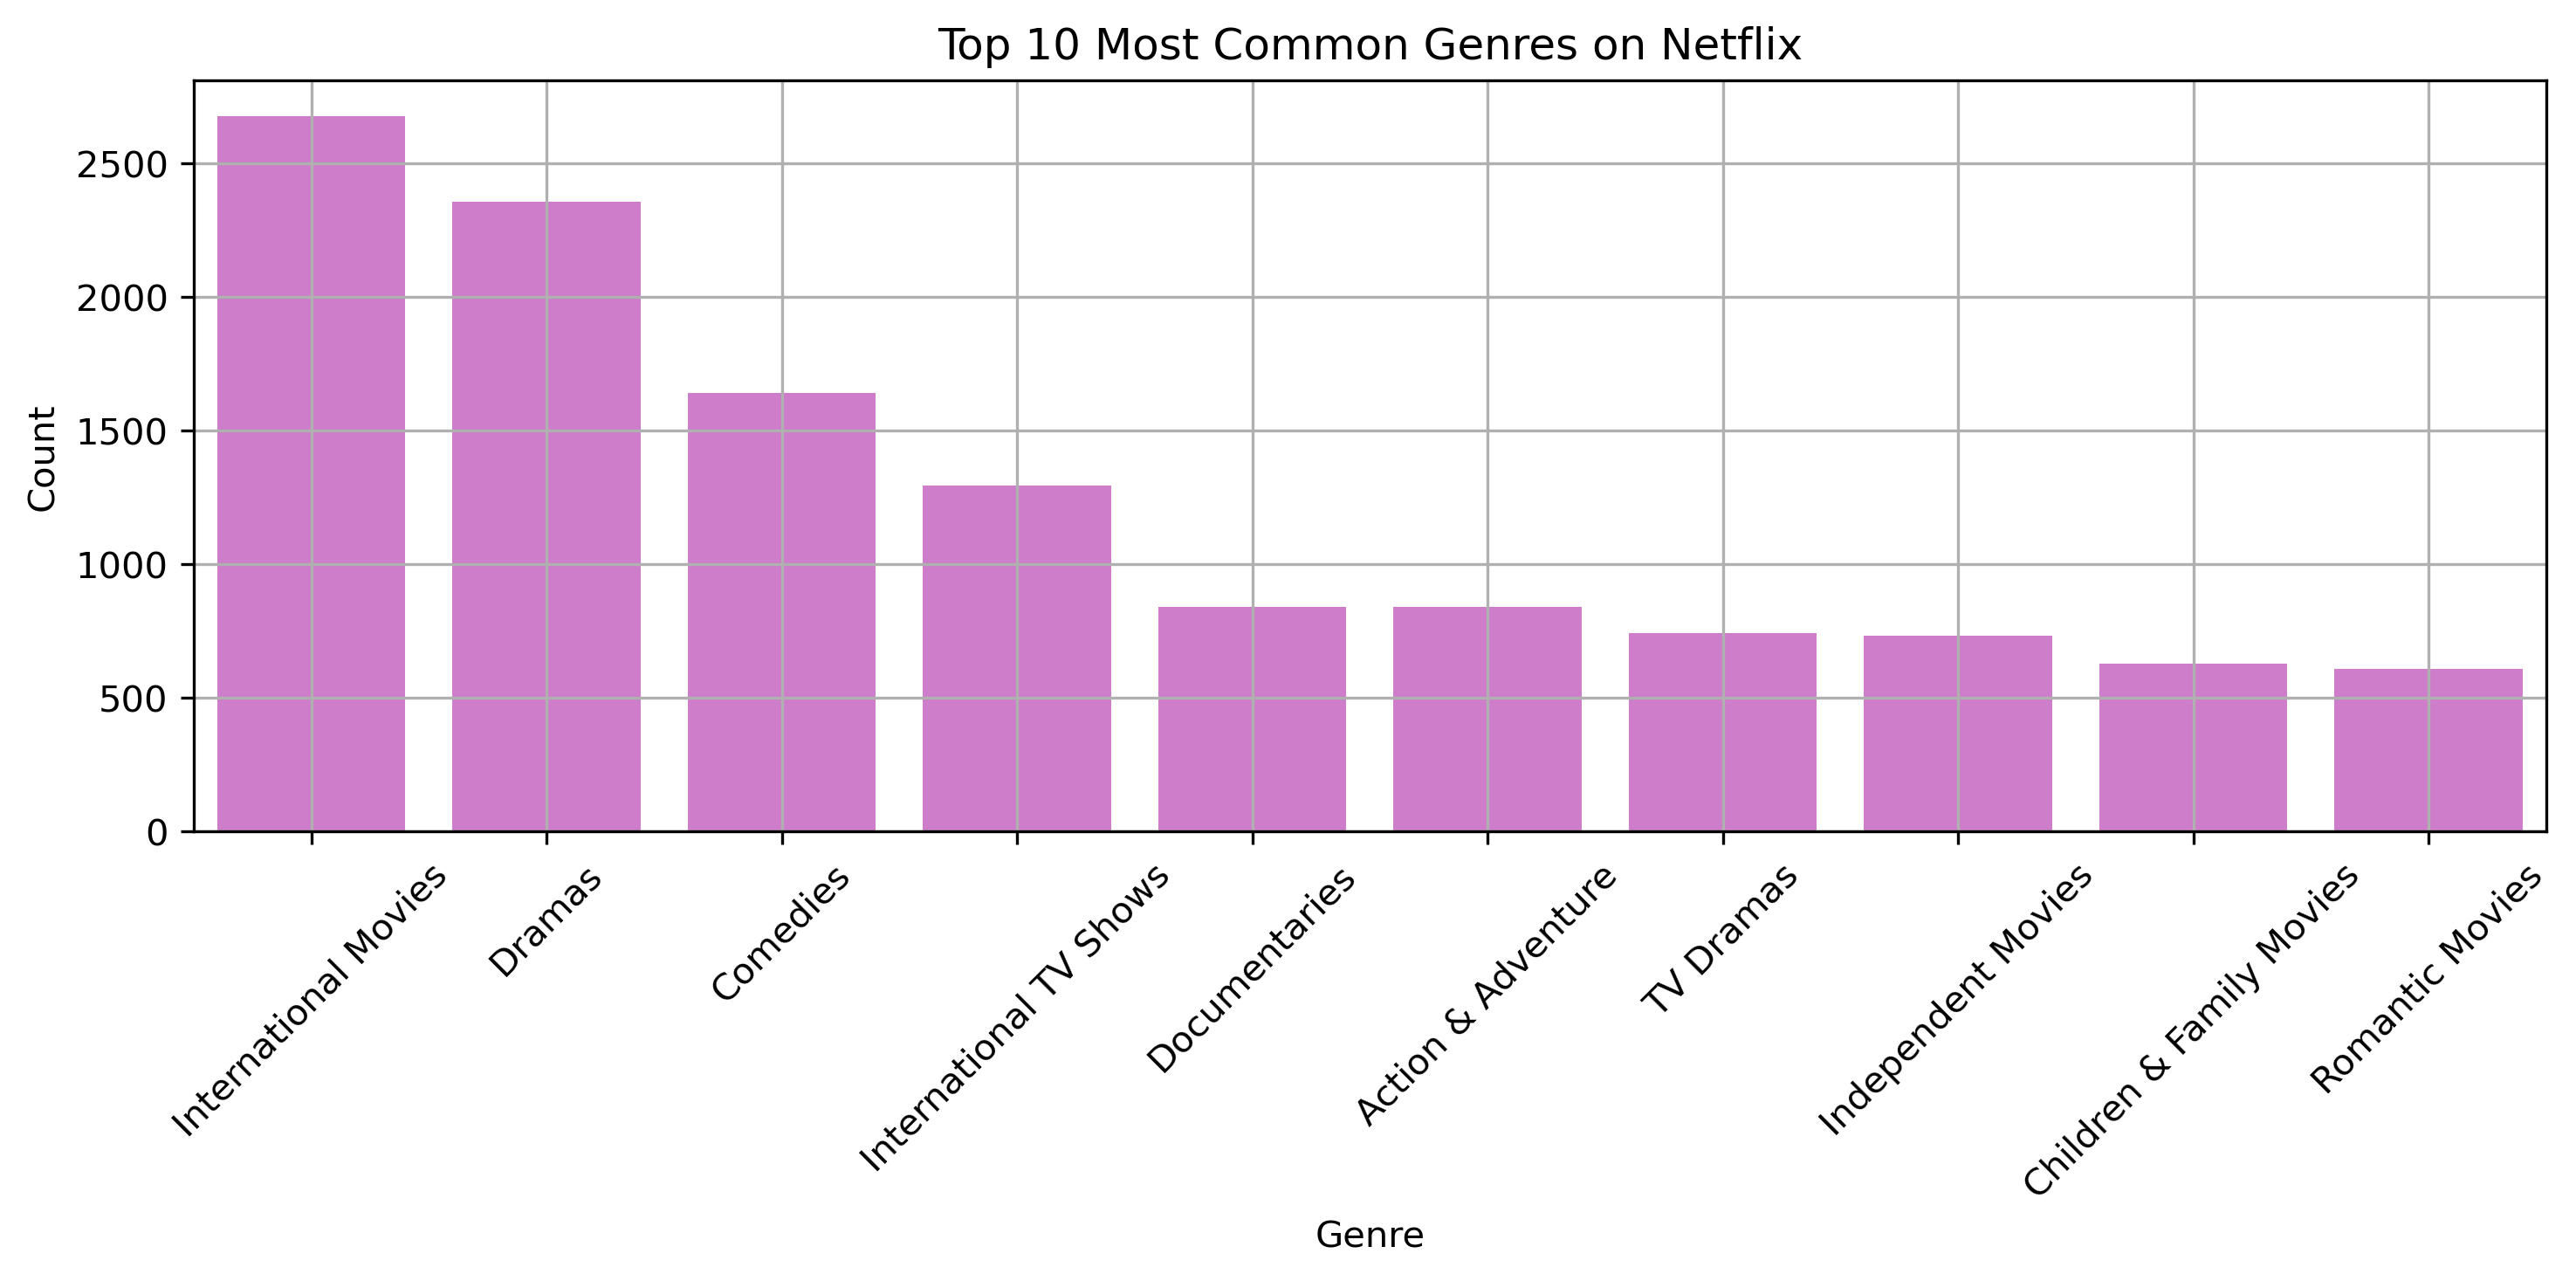 Top 10 Most Common Genres on Netflix
Count
2500
2000
1500
1000
500
0
International Movies
Dramas
Comedies
International TV Shows
Documentaries
Action & Adventure
TV Dramas
Independent Movies
Children & Family Movies
Romantic Movies
Genre